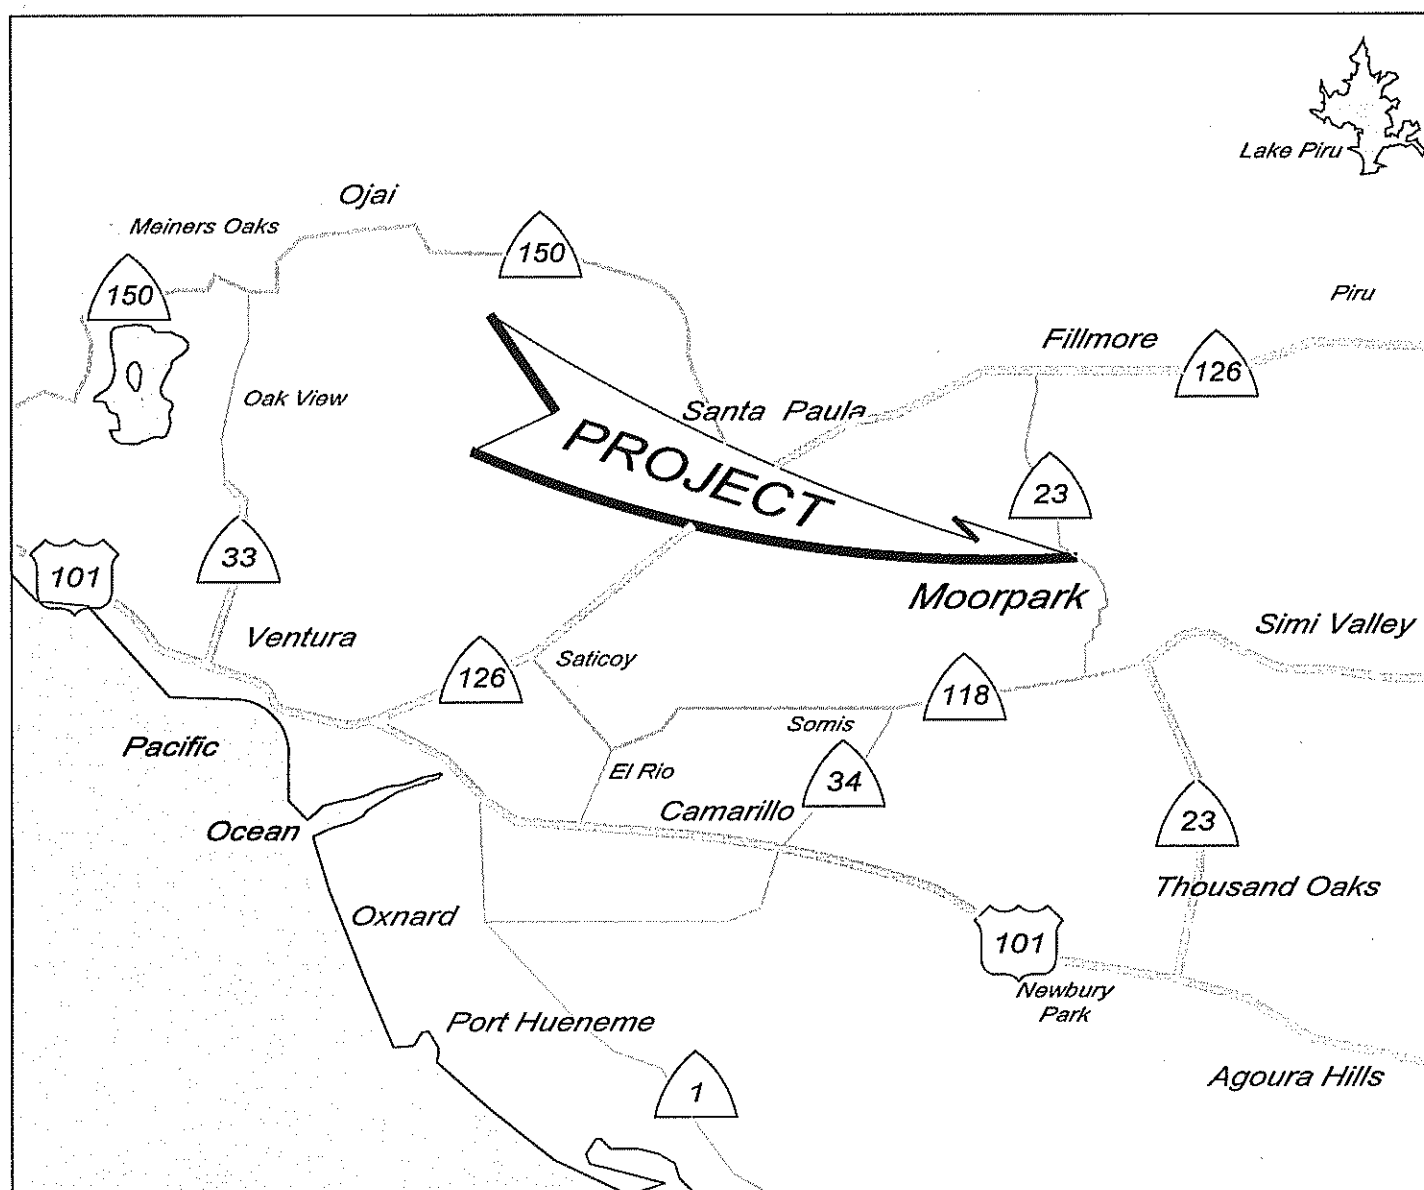 Lake Piru
Ojai
Meiners Oaks
150
150
Piru
Fillmore
126
Oak View
Santa Paula
PROJECT
23
33
101
Moorpark
Simi Valley
Ventura
Saticoy
126
118
Somis
Pacific
El Rio
34
Camarillo
Ocean
23
Thousand Oaks
Oxnard
101
Newbury
Park
Port Hueneme
Agoura Hills
1